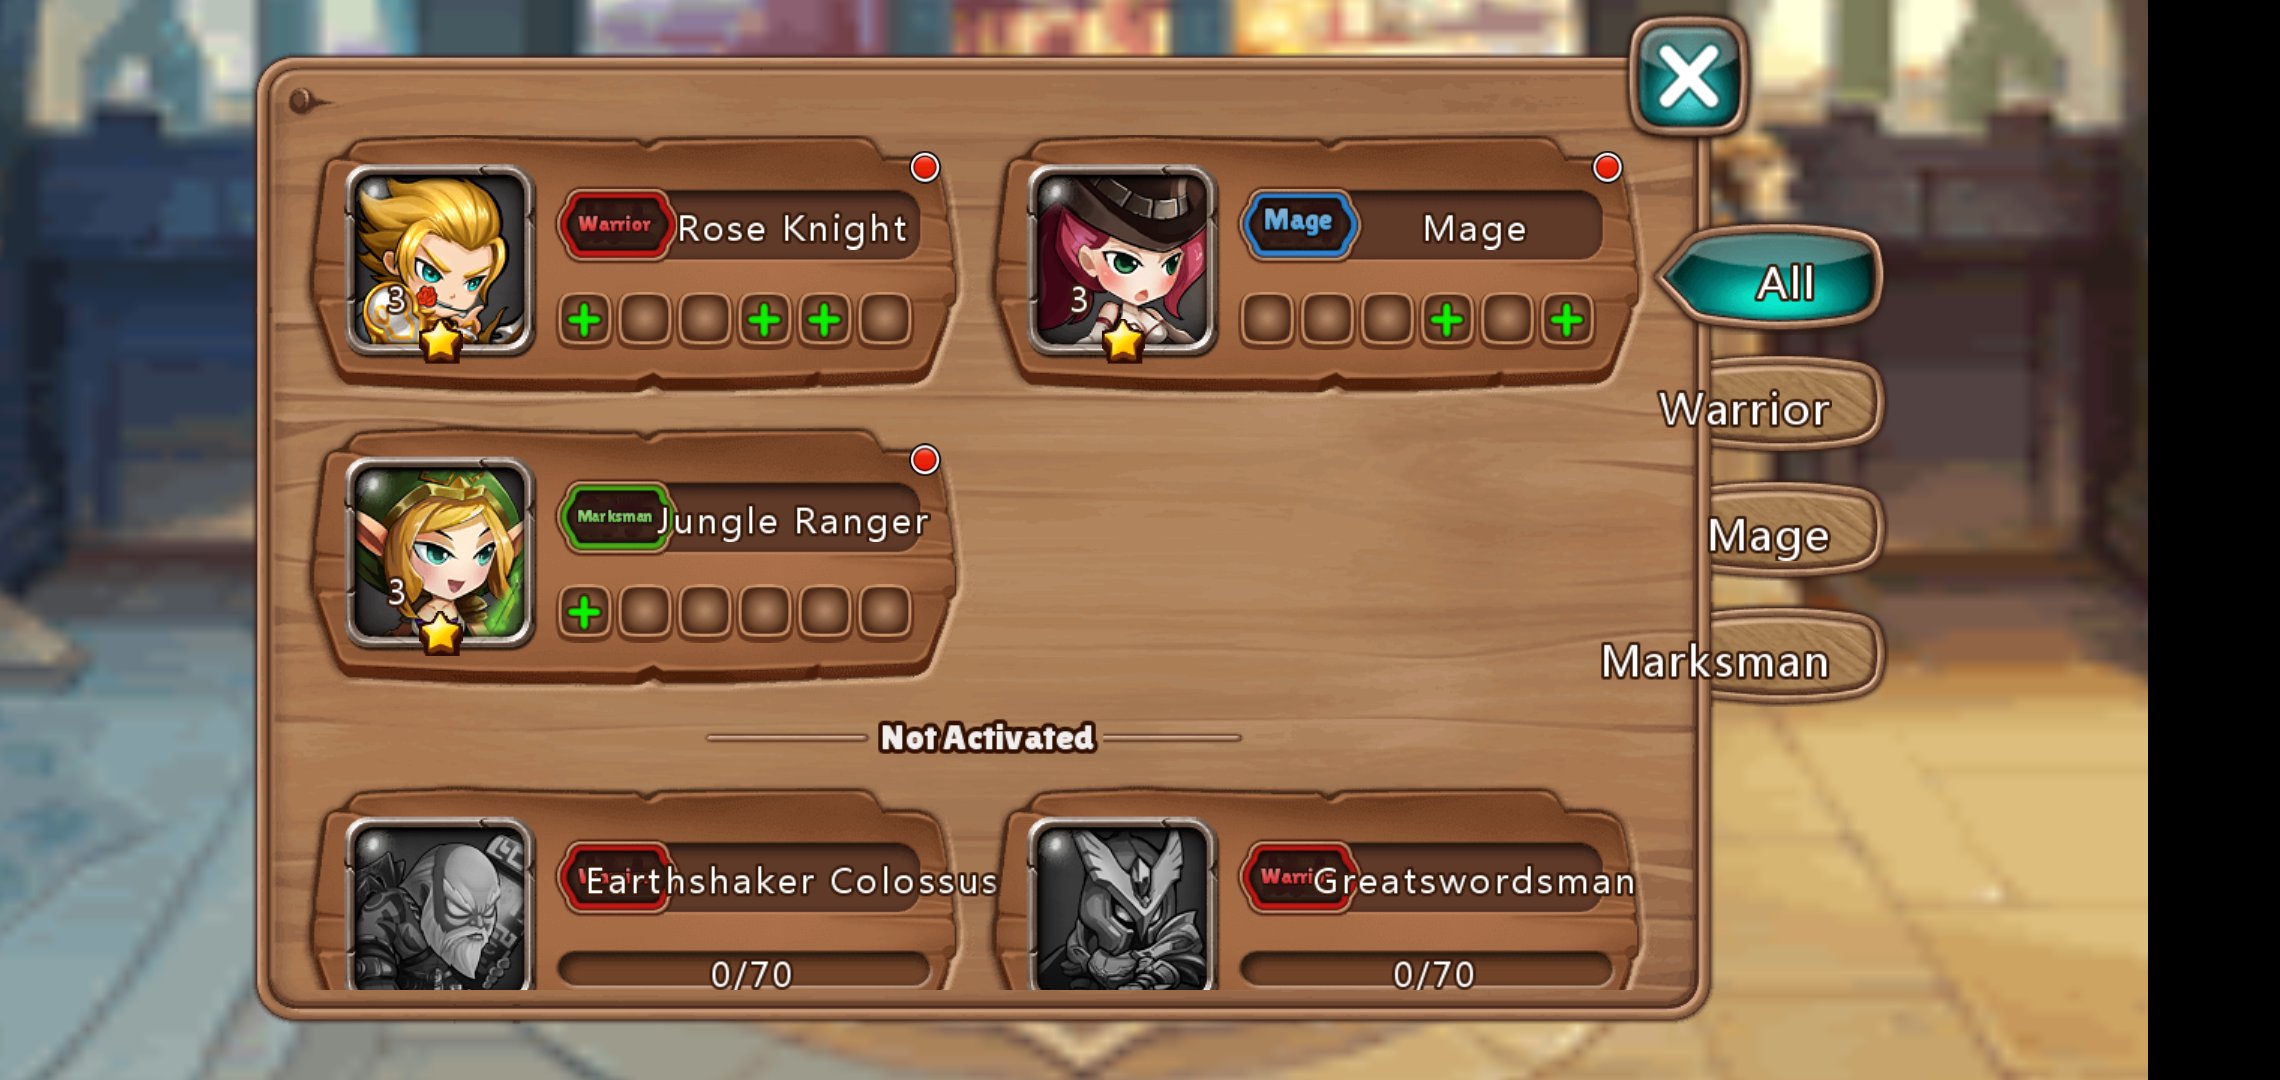 Warrior Rose Knight
3
Mage Mage
3
All
Warrior
Marksman Jungle Ranger
3
Mage
Marksman
Not Activated
Earthshaker Colossus
0/70
Greatswordsman
0/70